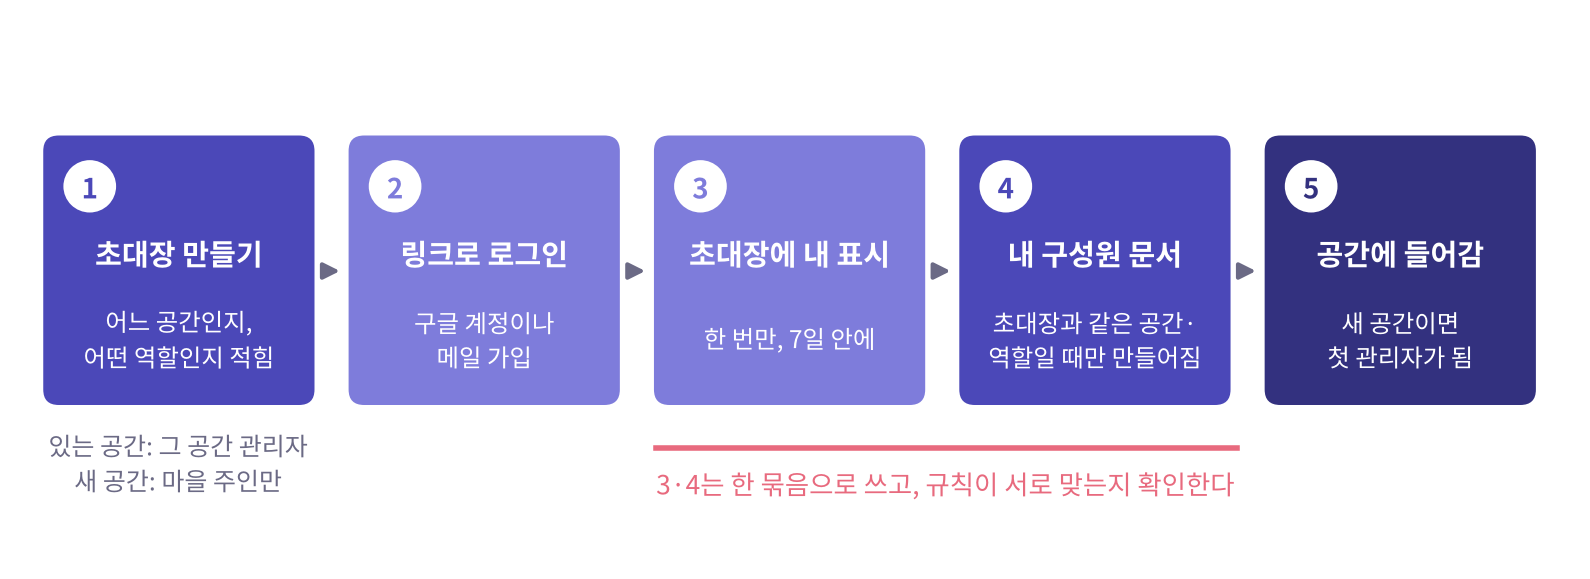 1
초대장 만들기
어느 공간인지,
어떤 역할인지 적힘
2
링크로 로그인
구글 계정이나
메일 가입
3
초대장에 내 표시
한 번만, 7일 안에
4
내 구성원 문서
초대장과 같은 공간·
역할일 때만 만들어짐
5
공간에 들어감
새 공간이면
첫 관리자가 됨
있는 공간: 그 공간 관리자
새 공간: 마을 주인만
3·4는 한 묶음으로 쓰고, 규칙이 서로 맞는지 확인한다